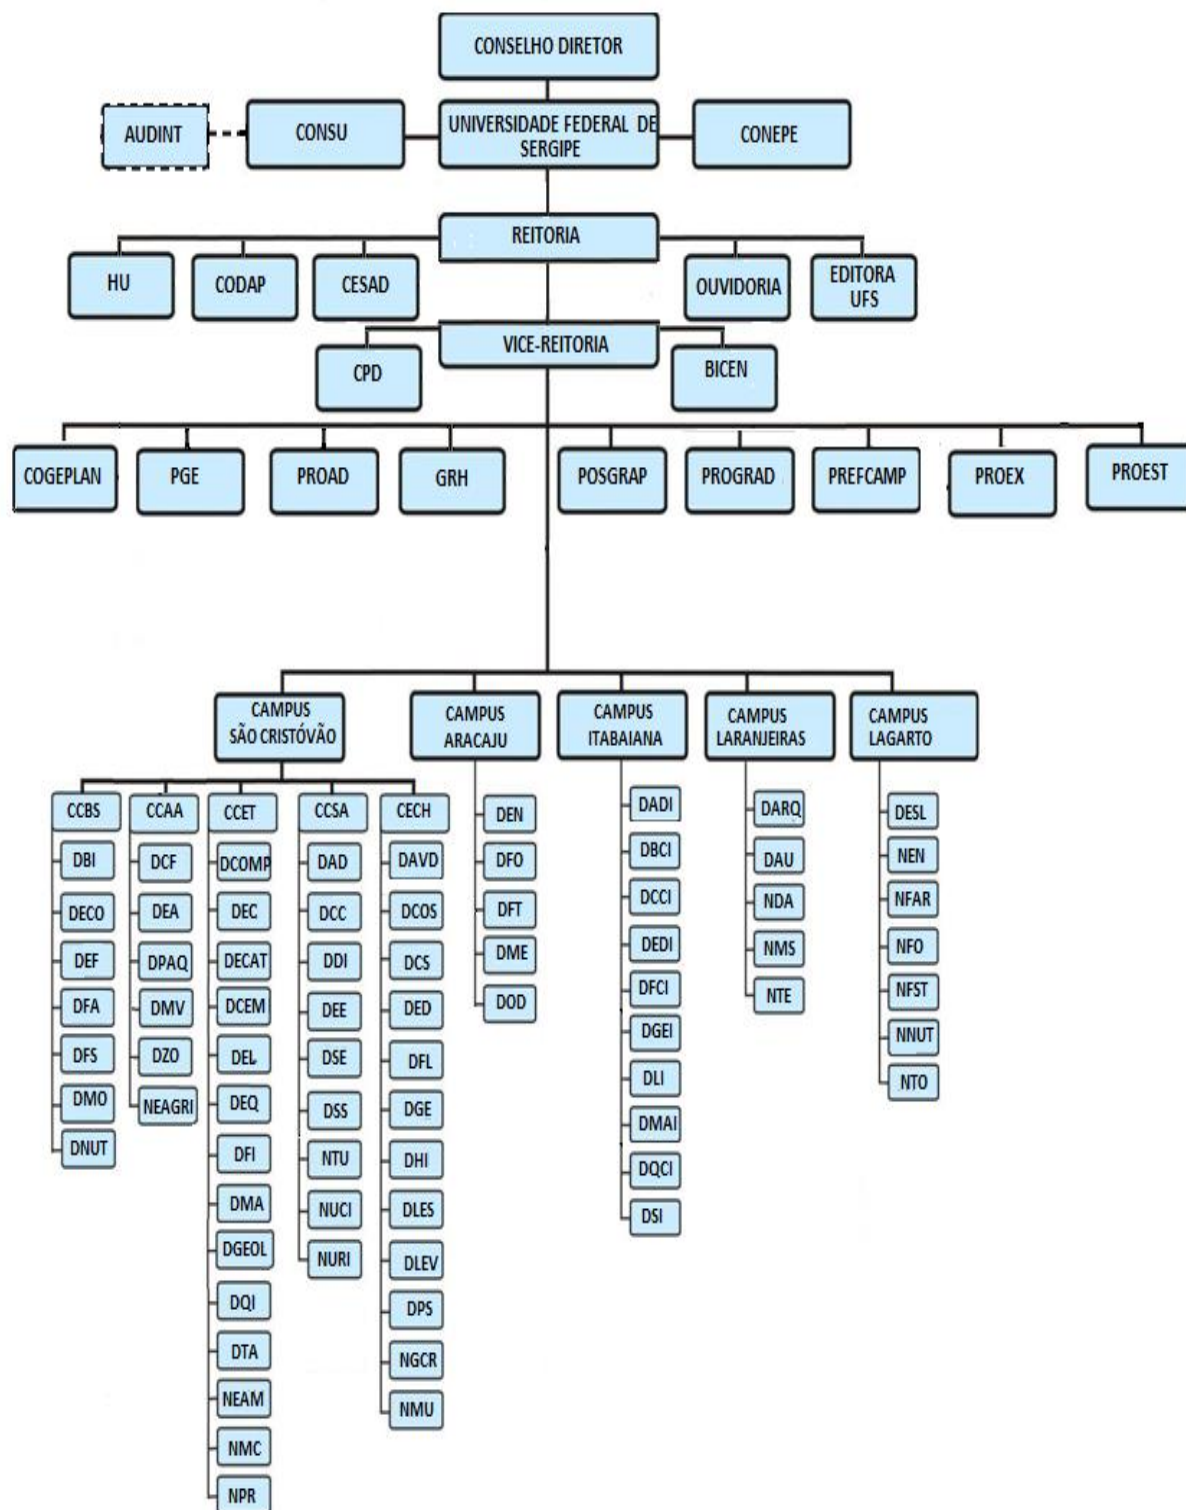 CONSELHO DIRETOR
AUDINT
CONSU
UNIVERSIDADE FEDERAL DE
SERGIPE
CONEPE
REITORIA
HU
CODAP
CESAD
OUVIDORIA
EDITORA
UFS
VICE-REITORIA
CPD
BICEN
COGEPLAN
PGE
PROAD
GRH
POSGRAP
PROGRAD
PREFCAMP
PROEX
PROEST
CAMPUS
SÃO CRISTÓVÃO
CAMPUS
ARACAJU
CAMPUS
ITABAIANA
CAMPUS
LARANJEIRAS
CAMPUS
LAGARTO
CCBS
DBI
DECO
DEF
DFA
DFS
DMO
DNUT
CCAA
DCF
DEA
DPAQ
DMV
DZO
NEAGRI
CCET
DCOMP
DEC
DECAT
DCEM
DEL
DEQ
DFI
DMA
DGEOL
DQI
DTA
NEAM
NMC
NPR
CCSA
DAD
DCC
DDI
DEE
DSE
DSS
NTU
NUCI
NURI
CECH
DAVD
DCOS
DCS
DED
DFL
DGE
DHI
DLES
DLEV
DPS
NGCR
NMU
DEN
DFO
DFT
DME
DOD
DADI
DBCI
DCCI
DEDI
DFCI
DGEI
DLI
DMAI
DQCI
DSI
DARQ
DAU
NDA
NMS
NTE
DESL
NEN
NFAR
NFO
NFST
NNUT
NTO